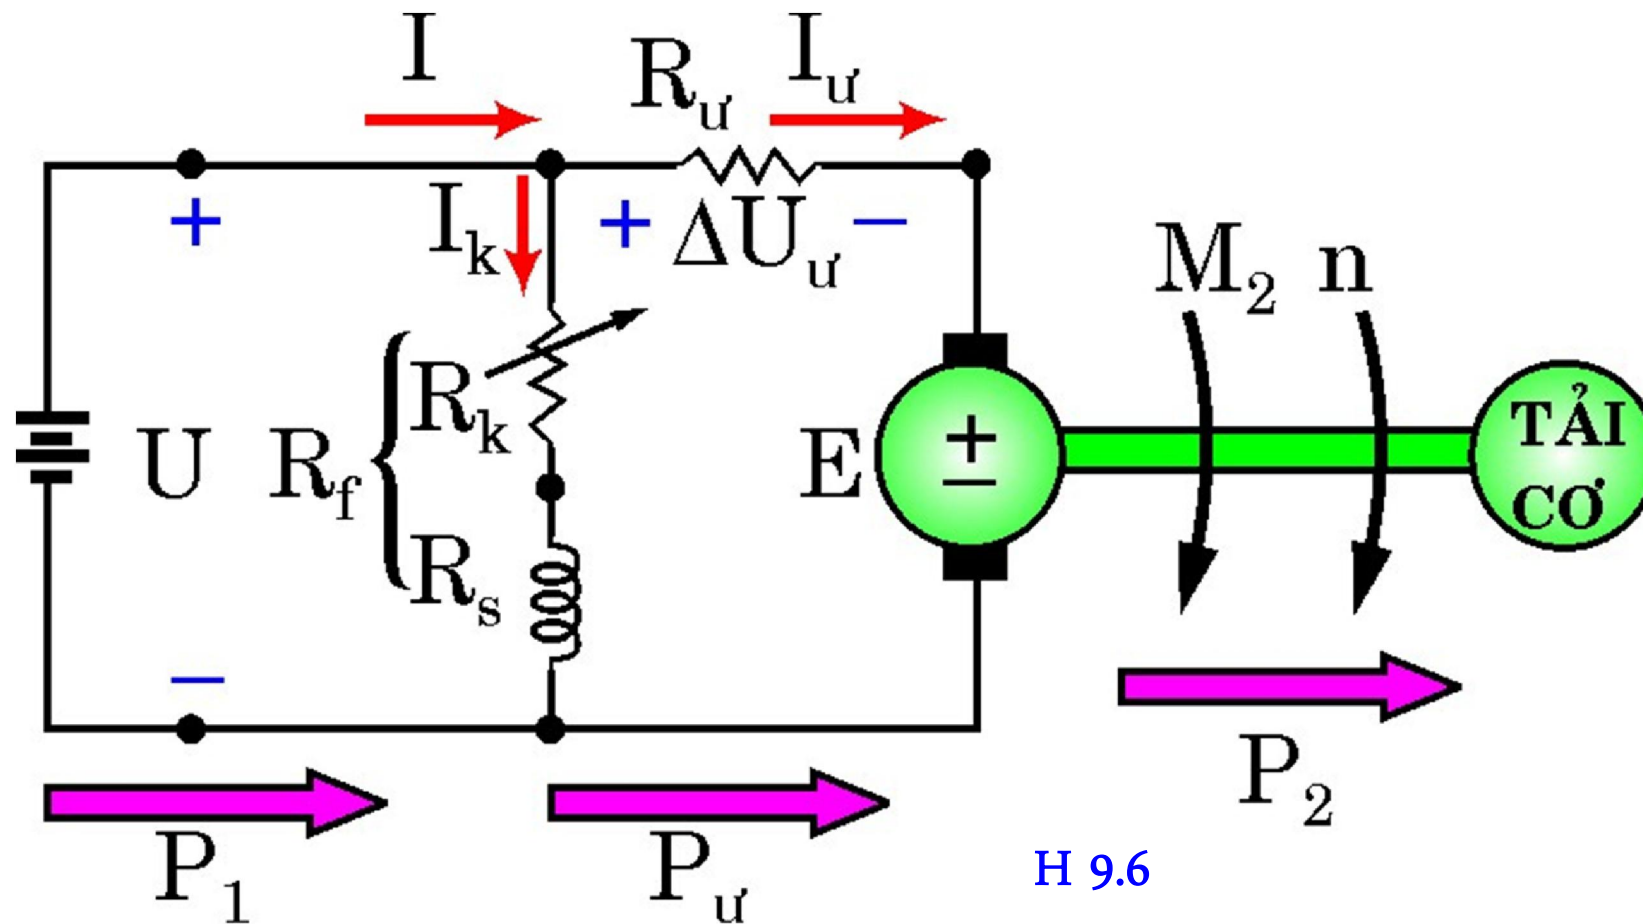 I
Rư
Iư
+
Ik
+
ΔUư
−
M2
n
U
Rf
{
Rk
Rs
E
+
−
TẢI
CƠ
−
P1
Pư
P2
H 9.6